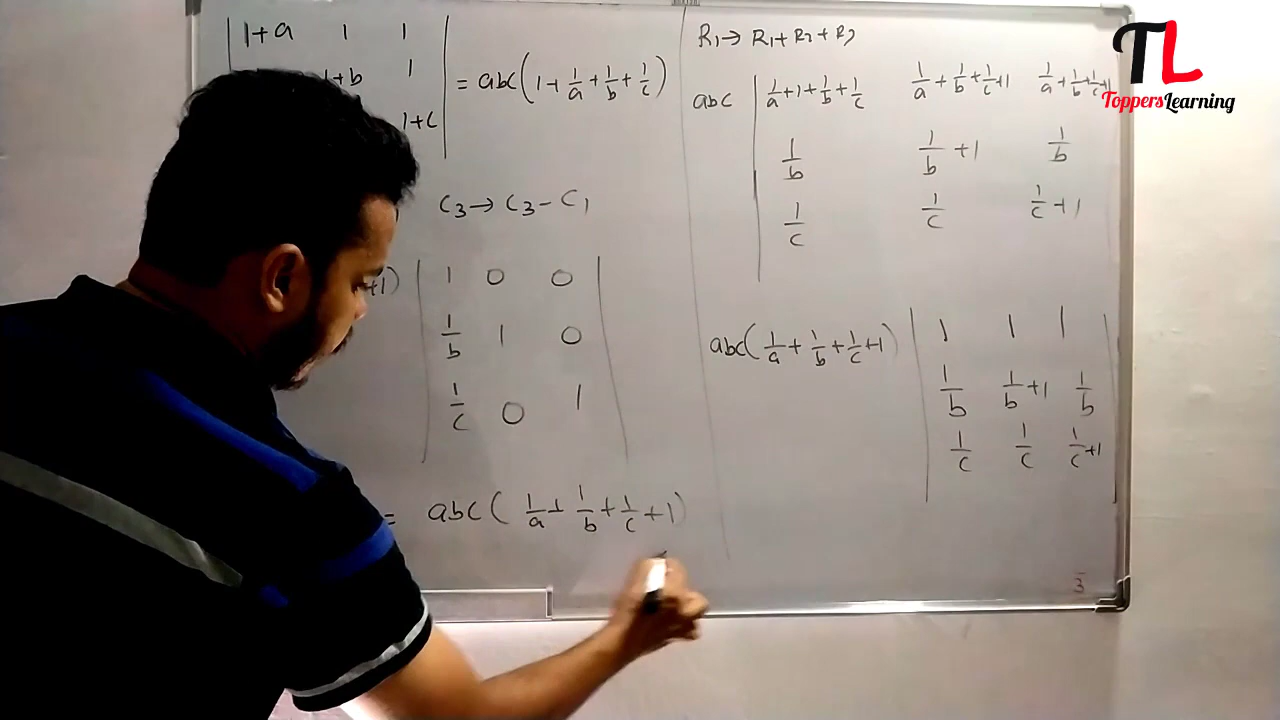 |1+a 1 1|
1+b 1 = abc(1+1/a+1/b+1/c)
1+c|
C3→C3-C1
+1) |1 0 0|
1/b 1 0
1/c 0 1
= abc(1/a+1/b+1/c+1)
R1→R1+R2+R3
abc |1/a+1+1/b+1/c 1/a+1/b+1/c+1 1/a+1/b+1/c+1
1/b 1/b+1 1/b
1/c 1/c 1/c+1
abc(1/a+1/b+1/c+1) |1 1 1|
1/b 1/b+1 1/b
1/c 1/c 1/c+1
3
TL
ToppersLearning